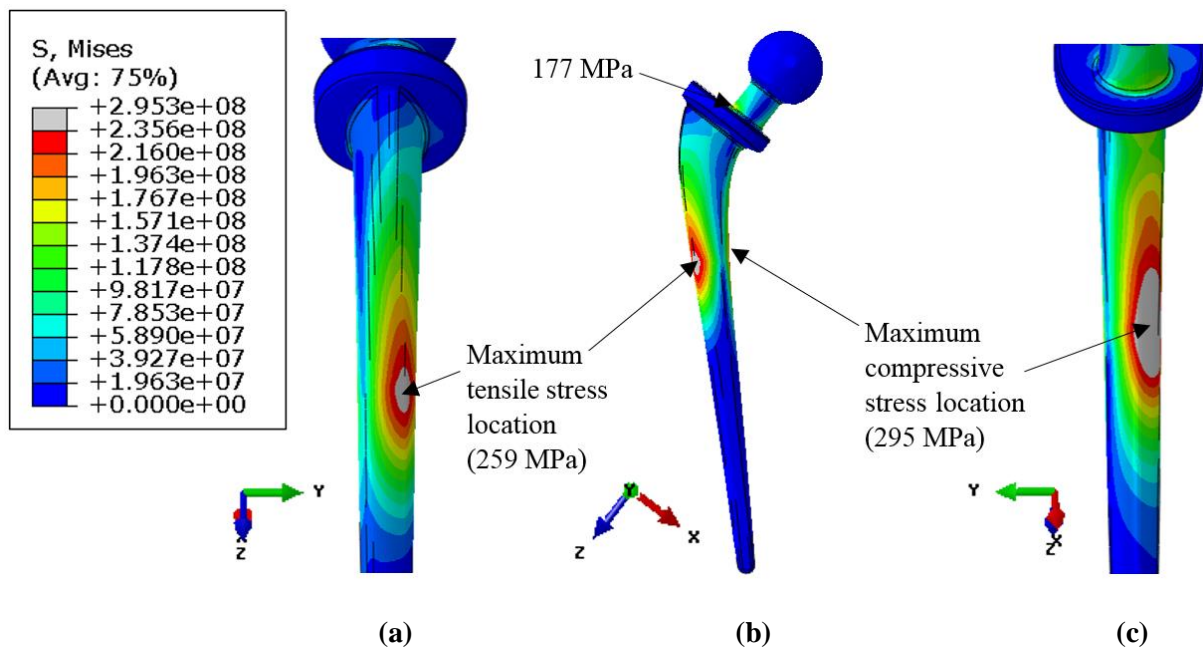 S, Mises
(Avg: 75%)
+2.953e+08
+2.356e+08
+2.160e+08
+1.963e+08
+1.767e+08
+1.571e+08
+1.374e+08
+1.178e+08
+9.817e+07
+7.853e+07
+5.890e+07
+3.927e+07
+1.963e+07
+0.000e+00
177 MPa
Maximum
tensile stress
location
(259 MPa)
Maximum
compressive
stress location
(295 MPa)
Y
X
Z
Y
Z
X
Y
X
Z
(a)
(b)
(c)